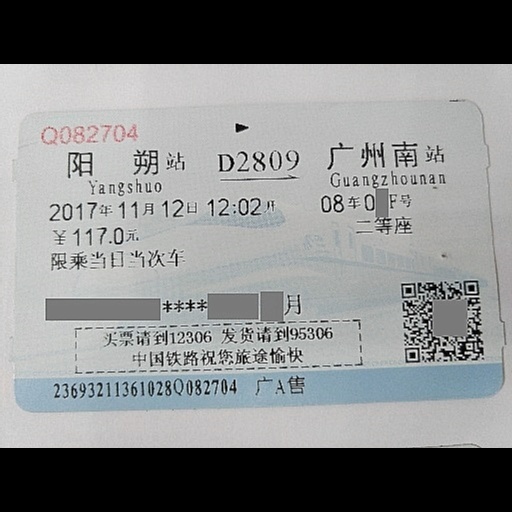 Q082704
阳朔站 D2809 广州南站
Yangshuo Guangzhounan
2017年11月12日 12:02开 08车0 F号
￥117.0元 二等座
限乘当日当次车
**** 月
买票请到12306 发货请到95306
中国铁路祝您旅途愉快
23693211361028Q082704 广A售